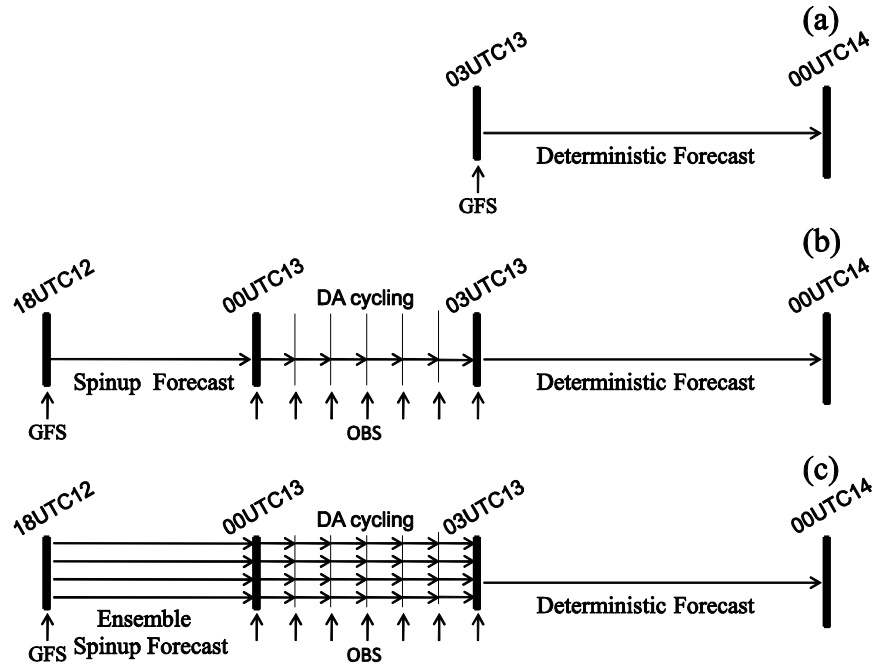 (a)
03UTC13
00UTC14
Deterministic Forecast
GFS
(b)
18UTC12
00UTC13
DA cycling
03UTC13
00UTC14
Spinup Forecast
Deterministic Forecast
GFS
OBS
(c)
18UTC12
00UTC13
DA cycling
03UTC13
00UTC14
Ensemble
Spinup Forecast
Deterministic Forecast
GFS
OBS